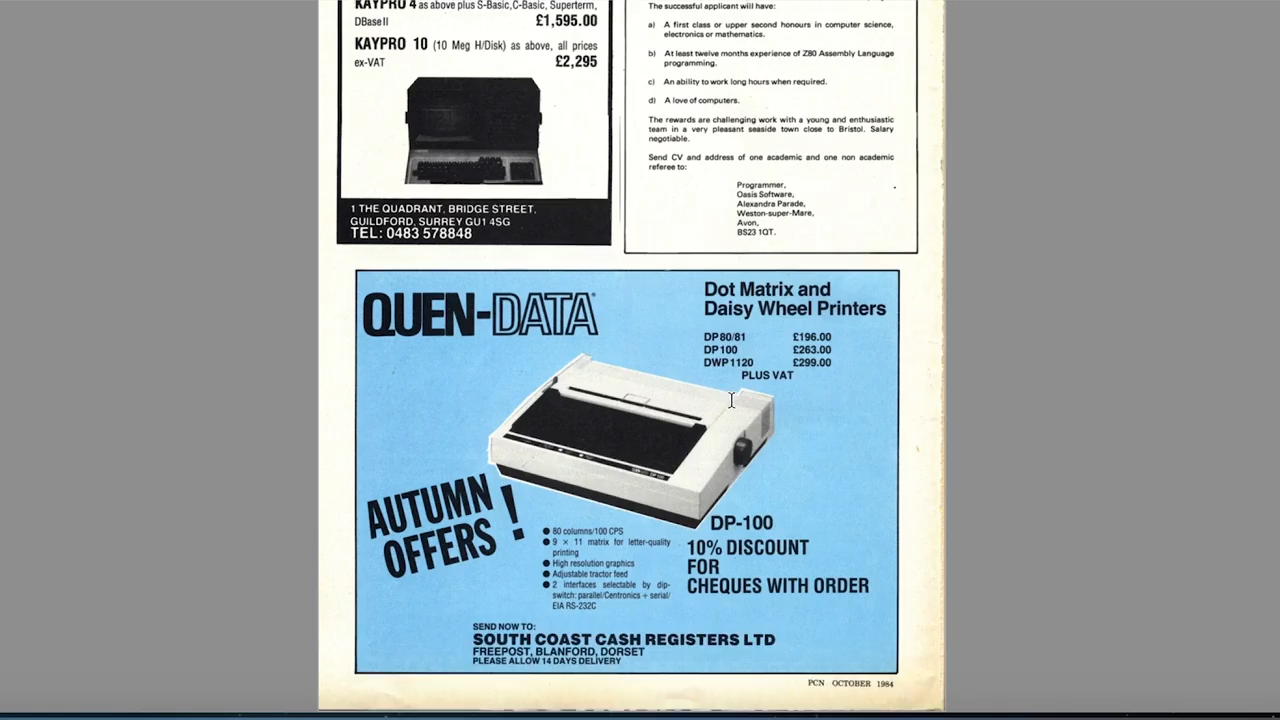 KAYPRO 4 as above plus S-Basic, C-Basic, Superterm,
DBase II £1,595.00
KAYPRO 10 (10 Meg H/Disk) as above, all prices
ex-VAT £2,295
1 THE QUADRANT, BRIDGE STREET,
GUILDFORD, SURREY GU1 4SG
TEL: 0483 578848
The successful applicant will have:
a) A first class or upper second honours in computer science,
electronics or mathematics.
b) At least twelve months experience of Z80 Assembly Language
programming.
c) An ability to work long hours when required.
d) A love of computers.
The rewards are challenging work with a young and enthusiastic
team in a very pleasant seaside town close to Bristol. Salary
negotiable.
Send CV and address of one academic and one non academic
referee to:
Programmer,
Oasis Software,
Alexandra Parade,
Weston-super-Mare,
Avon,
BS23 1QT.
QUEN-DATA
Dot Matrix and
Daisy Wheel Printers
DP 80/81 £196.00
DP 100 £263.00
DWP 1120 £299.00
PLUS VAT
AUTUMN
OFFERS!
● 80 columns/100 CPS
● 9 × 11 matrix for letter-quality
printing
● High resolution graphics
● Adjustable tractor feed
● 2 interfaces selectable by dip-
switch: parallel/Centronics + serial/
EIA RS-232C
DP-100
10% DISCOUNT
FOR
CHEQUES WITH ORDER
SEND NOW TO:
SOUTH COAST CASH REGISTERS LTD
FREEPOST, BLANFORD, DORSET
PLEASE ALLOW 14 DAYS DELIVERY
PCN OCTOBER 1984